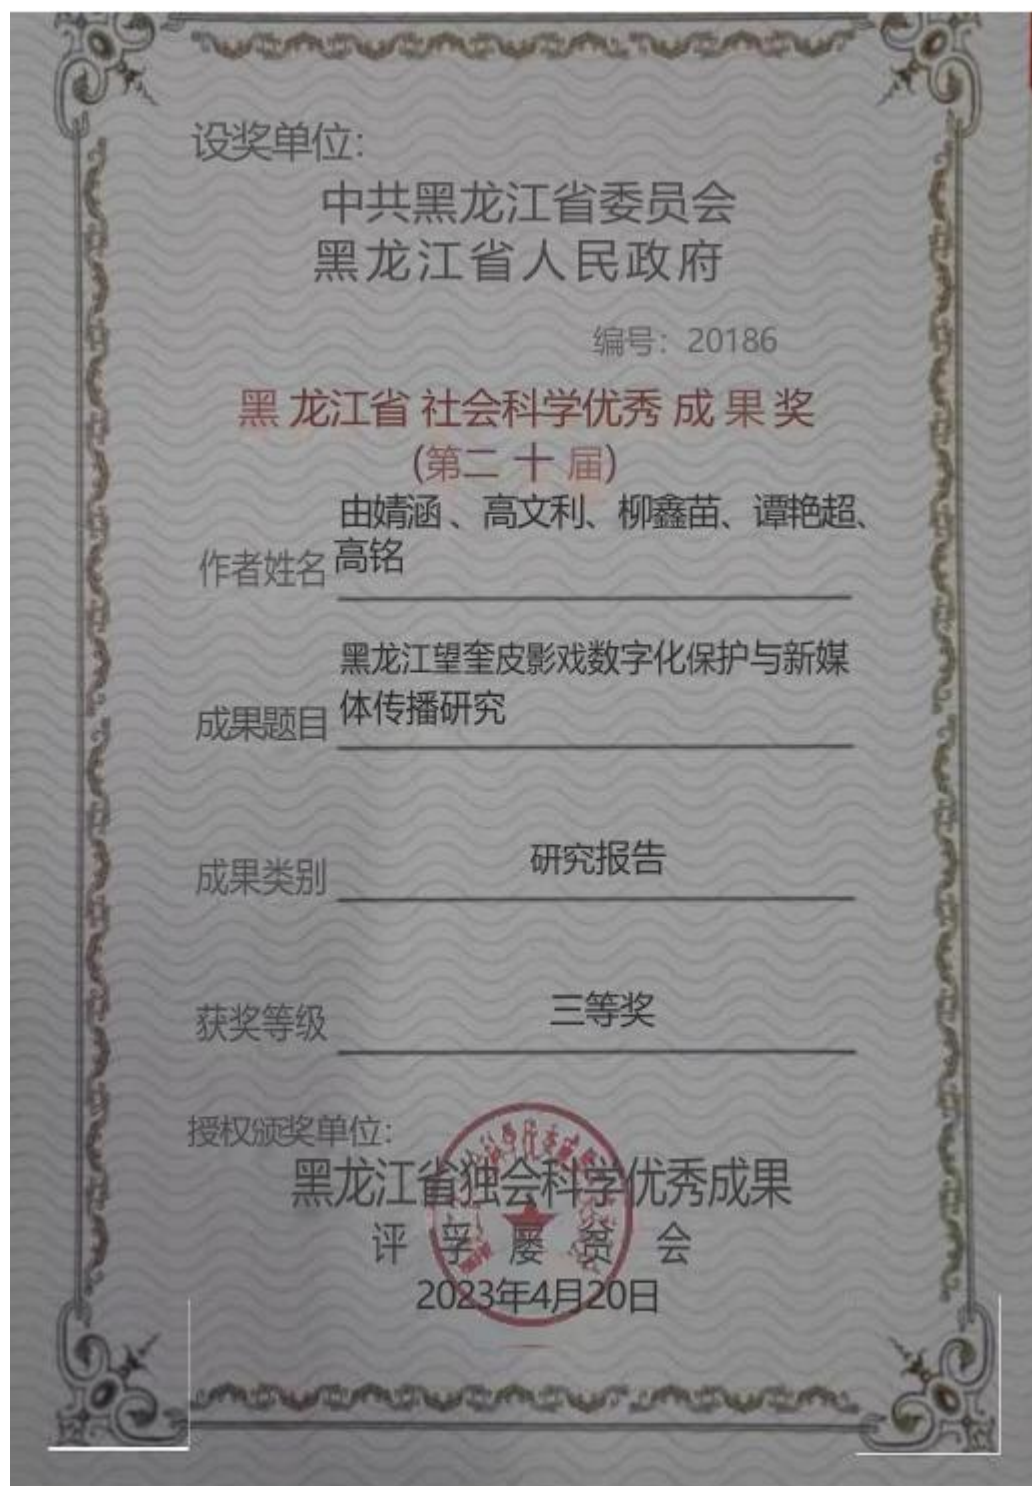 设奖单位：
中共黑龙江省委员会
黑龙江省人民政府
编号：20186
黑龙江省社会科学优秀成果奖
(第二十届)
由婧涵、高文利、柳鑫苗、谭艳超、
作者姓名 高铭
黑龙江望奎皮影戏数字化保护与新媒
成果题目 体传播研究
成果类别 研究报告
获奖等级 三等奖
授权颁奖单位：
黑龙江省独会科学优秀成果
评孚屡贫会
2023年4月20日